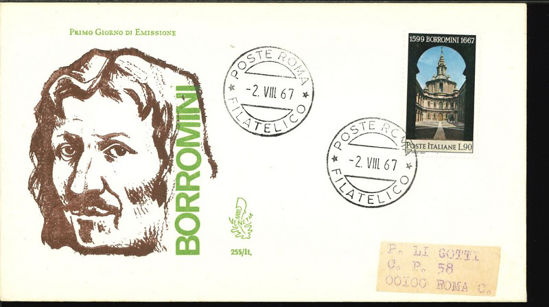 PRIMO GIORNO DI EMISSIONE
BORROMINI
255/It.
POSTE ROMA
-2. VIII. 67
FILATELICO
1599 BORROMINI 1667
POSTE ITALIANE L.90
POSTE ROMA
-2. VIII 67
FILATELICO
P. LI GOTTI
C. P. 58
00100 ROMA C.